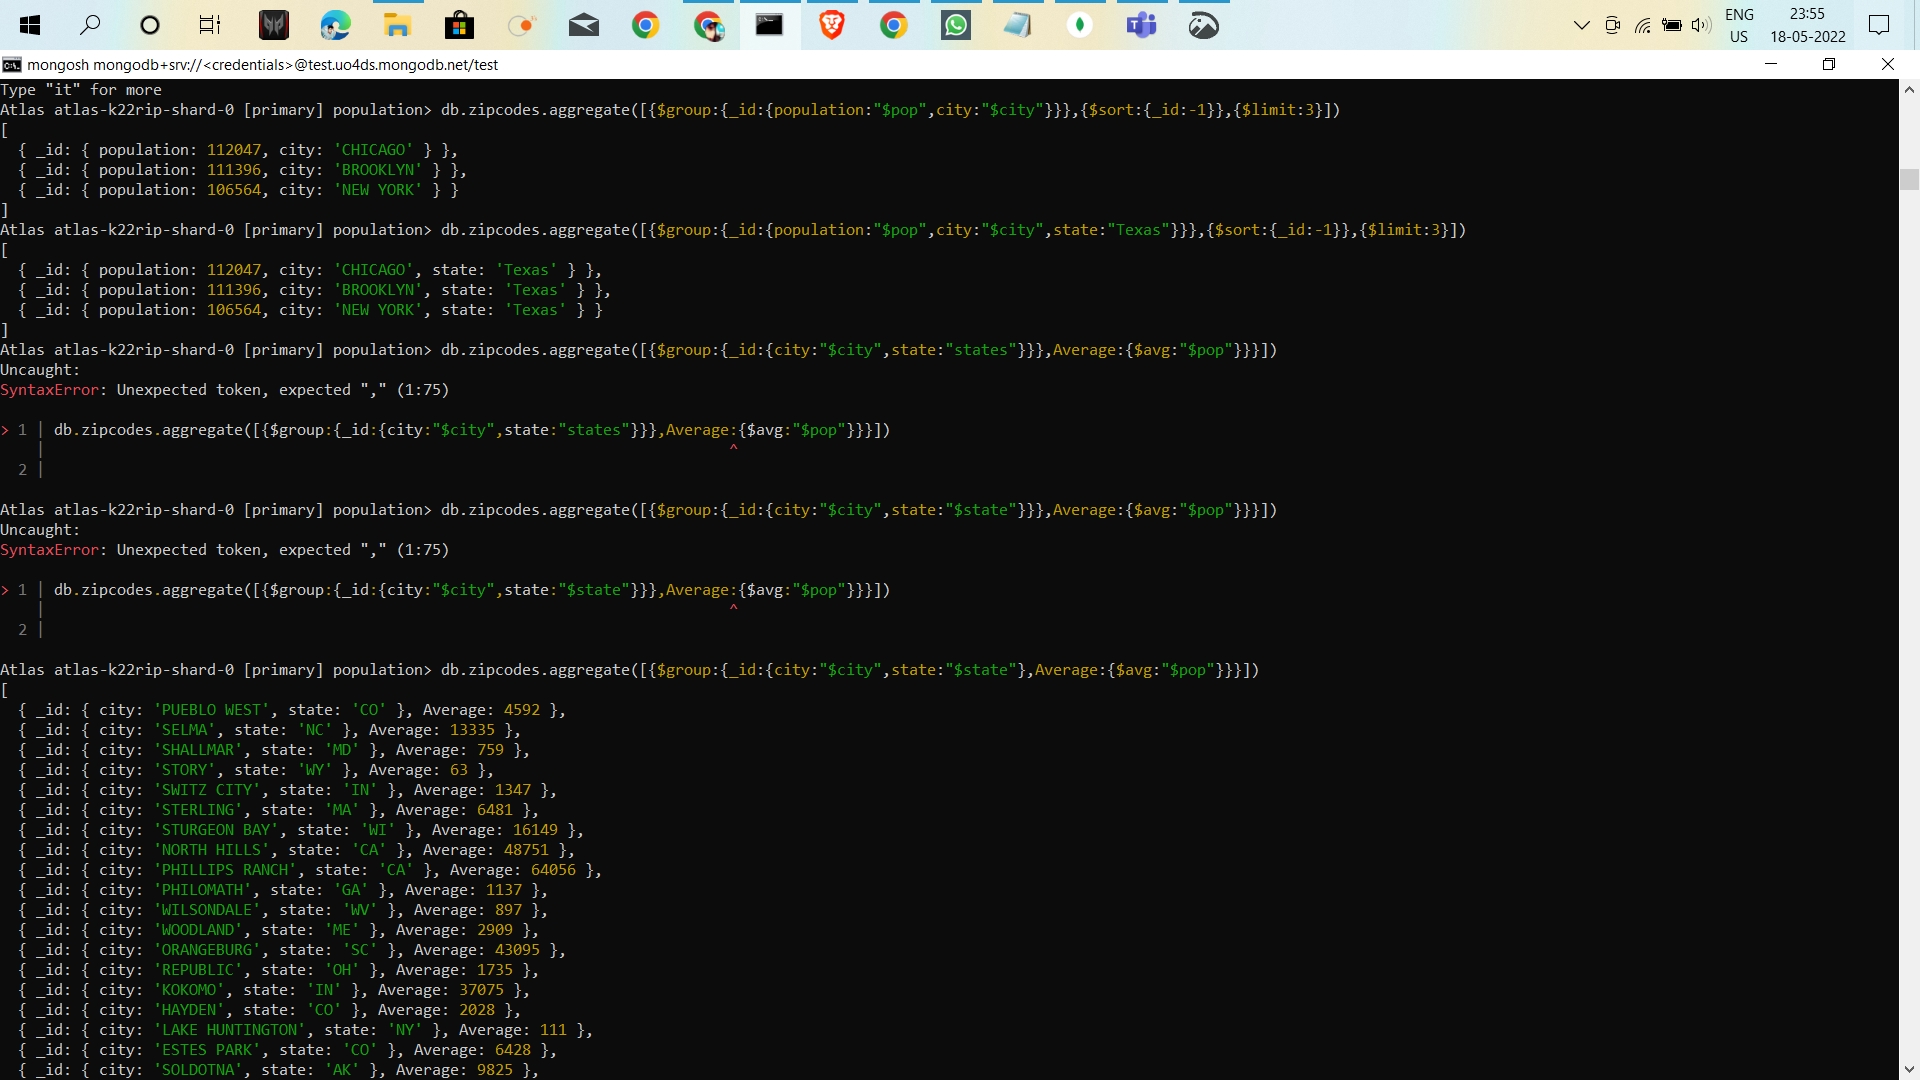 ENG
US
23:55
18-05-2022
mongosh mongodb+srv://<credentials>@test.uo4ds.mongodb.net/test
Type "it" for more
Atlas atlas-k22rip-shard-0 [primary] population> db.zipcodes.aggregate([{$group:{_id:{population:"$pop",city:"$city"}}},{$sort:{_id:-1}},{$limit:3}])
[
  { _id: { population: 112047, city: 'CHICAGO' } },
  { _id: { population: 111396, city: 'BROOKLYN' } },
  { _id: { population: 106564, city: 'NEW YORK' } }
]
Atlas atlas-k22rip-shard-0 [primary] population> db.zipcodes.aggregate([{$group:{_id:{population:"$pop",city:"$city",state:"Texas"}}},{$sort:{_id:-1}},{$limit:3}])
[
  { _id: { population: 112047, city: 'CHICAGO', state: 'Texas' } },
  { _id: { population: 111396, city: 'BROOKLYN', state: 'Texas' } },
  { _id: { population: 106564, city: 'NEW YORK', state: 'Texas' } }
]
Atlas atlas-k22rip-shard-0 [primary] population> db.zipcodes.aggregate([{$group:{_id:{city:"$city",state:"states"}}},Average:{$avg:"$pop"}}}])
Uncaught:
SyntaxError: Unexpected token, expected "," (1:75)
> 1 | db.zipcodes.aggregate([{$group:{_id:{city:"$city",state:"states"}}},Average:{$avg:"$pop"}}}])
    |                                                                            ^
  2 |
Atlas atlas-k22rip-shard-0 [primary] population> db.zipcodes.aggregate([{$group:{_id:{city:"$city",state:"$state"}}},Average:{$avg:"$pop"}}}])
Uncaught:
SyntaxError: Unexpected token, expected "," (1:75)
> 1 | db.zipcodes.aggregate([{$group:{_id:{city:"$city",state:"$state"}}},Average:{$avg:"$pop"}}}])
    |                                                                            ^
  2 |
Atlas atlas-k22rip-shard-0 [primary] population> db.zipcodes.aggregate([{$group:{_id:{city:"$city",state:"$state"},Average:{$avg:"$pop"}}}])
[
  { _id: { city: 'PUEBLO WEST', state: 'CO' }, Average: 4592 },
  { _id: { city: 'SELMA', state: 'NC' }, Average: 13335 },
  { _id: { city: 'SHALLMAR', state: 'MD' }, Average: 759 },
  { _id: { city: 'STORY', state: 'WY' }, Average: 63 },
  { _id: { city: 'SWITZ CITY', state: 'IN' }, Average: 1347 },
  { _id: { city: 'STERLING', state: 'MA' }, Average: 6481 },
  { _id: { city: 'STURGEON BAY', state: 'WI' }, Average: 16149 },
  { _id: { city: 'NORTH HILLS', state: 'CA' }, Average: 48751 },
  { _id: { city: 'PHILLIPS RANCH', state: 'CA' }, Average: 64056 },
  { _id: { city: 'PHILOMATH', state: 'GA' }, Average: 1137 },
  { _id: { city: 'WILSONDALE', state: 'WV' }, Average: 897 },
  { _id: { city: 'WOODLAND', state: 'ME' }, Average: 2909 },
  { _id: { city: 'ORANGEBURG', state: 'SC' }, Average: 43095 },
  { _id: { city: 'REPUBLIC', state: 'OH' }, Average: 1735 },
  { _id: { city: 'KOKOMO', state: 'IN' }, Average: 37075 },
  { _id: { city: 'HAYDEN', state: 'CO' }, Average: 2028 },
  { _id: { city: 'LAKE HUNTINGTON', state: 'NY' }, Average: 111 },
  { _id: { city: 'ESTES PARK', state: 'CO' }, Average: 6428 },
  { _id: { city: 'SOLDOTNA', state: 'AK' }, Average: 9825 },